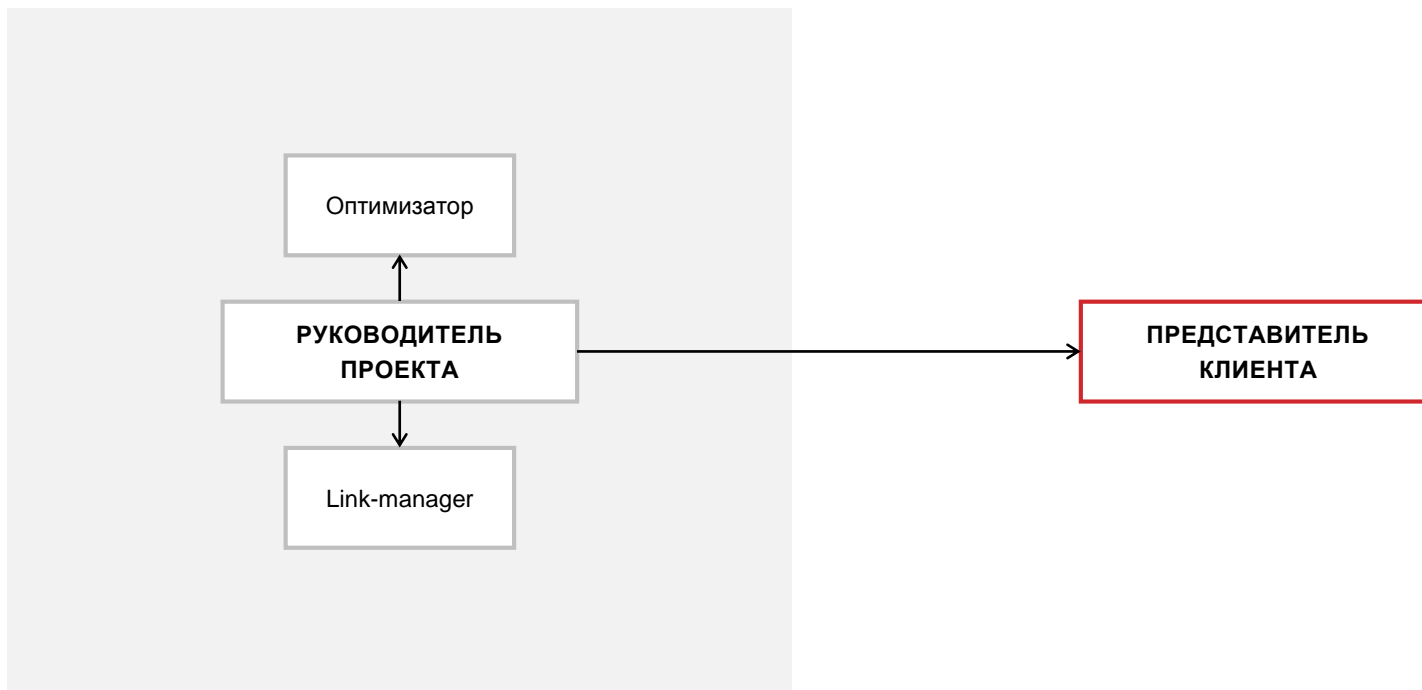 Оптимизатор
РУКОВОДИТЕЛЬ
ПРОЕКТА
ПРЕДСТАВИТЕЛЬ
КЛИЕНТА
Link-manager